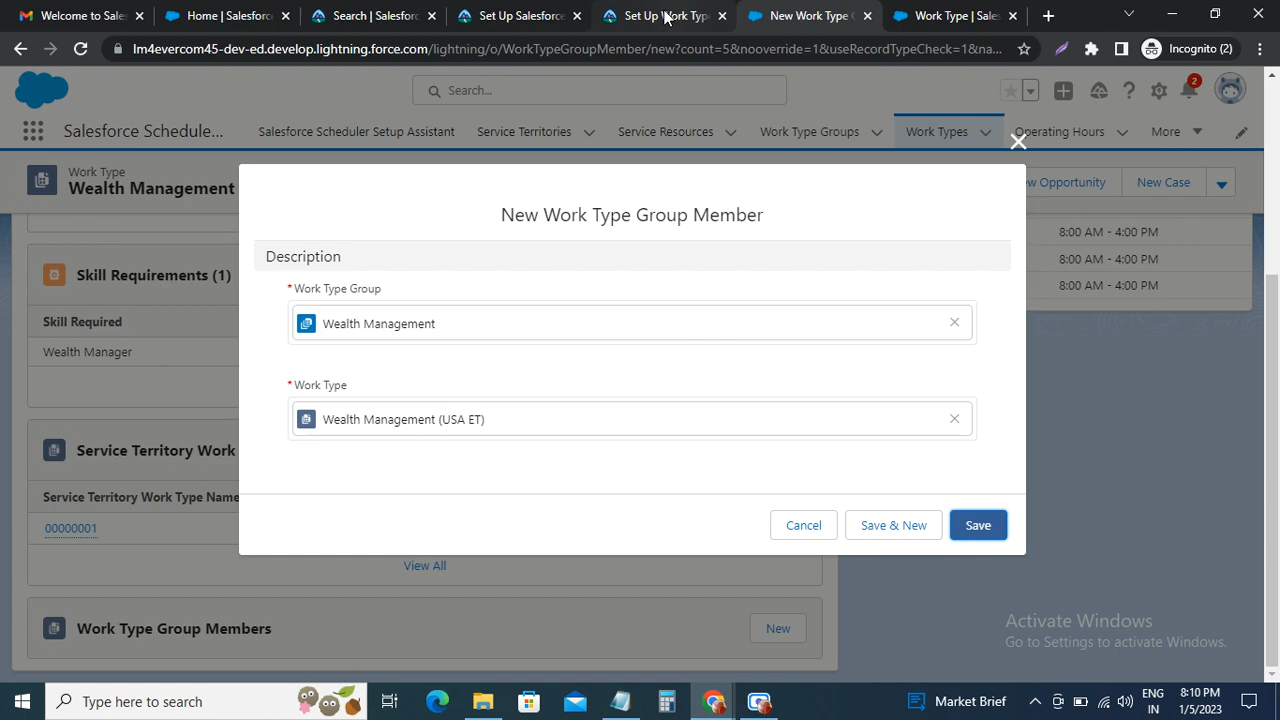 Welcome to Sales
Home | Salesforc
Search | Salesforc
Set Up Salesforce
Set Up Work Type
New Work Type G
Work Type | Sales
lm4evercom45-dev-ed.develop.lightning.force.com/lightning/o/WorkTypeGroupMember/new?count=5&nooverride=1&useRecordTypeCheck=1&na...
Incognito (2)
Search...
2
Salesforce Schedule...
Salesforce Scheduler Setup Assistant
Service Territories
Service Resources
Work Type Groups
Work Types
Operating Hours
More
Work Type
Wealth Management
ew Opportunity
New Case
New Work Type Group Member
8:00 AM - 4:00 PM
8:00 AM - 4:00 PM
8:00 AM - 4:00 PM
Description
Skill Requirements (1)
* Work Type Group
Wealth Management
Skill Required
Wealth Manager
* Work Type
Wealth Management (USA ET)
Service Territory Work
Service Territory Work Type Name
00000001
Cancel
Save & New
Save
View All
Work Type Group Members
New
Activate Windows
Go to Settings to activate Windows.
Type here to search
Market Brief
ENG
IN
8:10 PM
1/5/2023